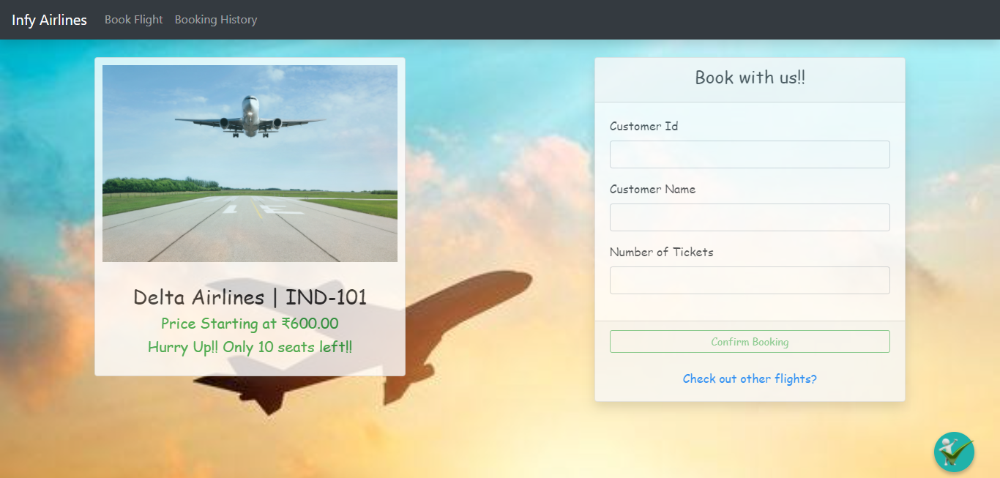 Infy Airlines Book Flight Booking History
Delta Airlines | IND-101
Price Starting at ₹600.00
Hurry Up!! Only 10 seats left!!
Book with us!!
Customer Id
Customer Name
Number of Tickets
Confirm Booking
Check out other flights?